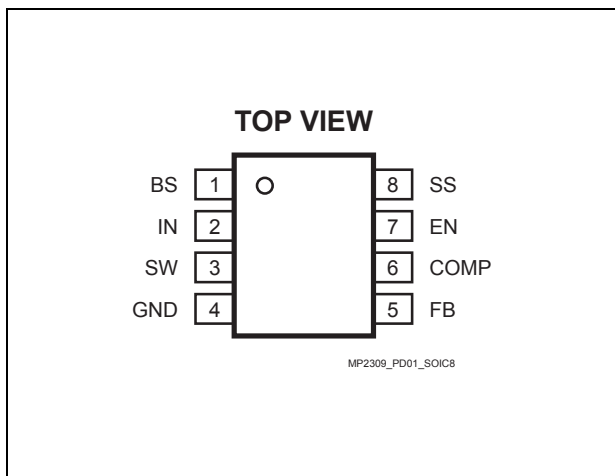 TOP VIEW
BS 1 8 SS
IN 2 7 EN
SW 3 6 COMP
GND 4 5 FB
MP2309_PD01_SOIC8